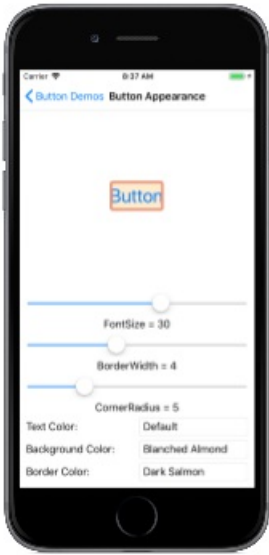 Carrier 8:37 AM
Button Demos Button Appearance
Button
FontSize = 30
BorderWidth = 4
CornerRadius = 5
Text Color: Default
Background Color: Blanched Almond
Border Color: Dark Salmon